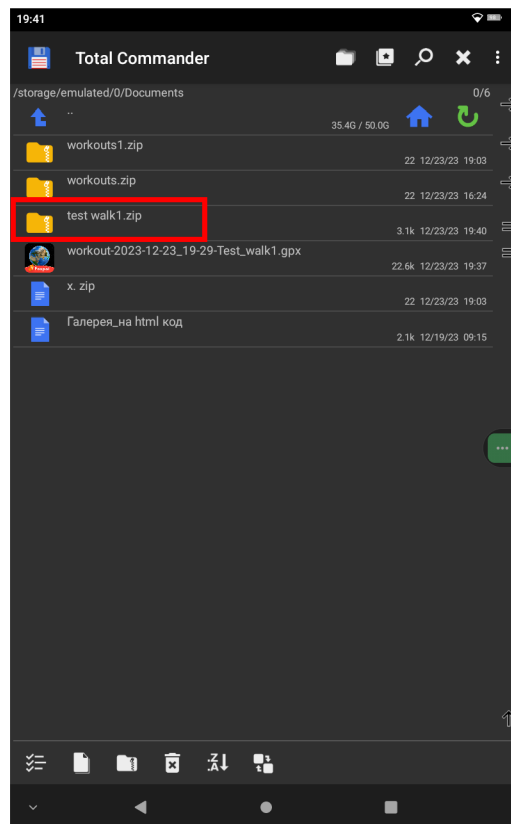 19:41
Total Commander
/storage/emulated/0/Documents 0/6
..
35.4G / 50.0G
workouts1.zip
22 12/23/23 19:03
workouts.zip
22 12/23/23 16:24
test walk1.zip
3.1k 12/23/23 19:40
workout-2023-12-23_19-29-Test_walk1.gpx
22.6k 12/23/23 19:37
x. zip
22 12/23/23 19:03
Галерея_на html код
2.1k 12/19/23 09:15